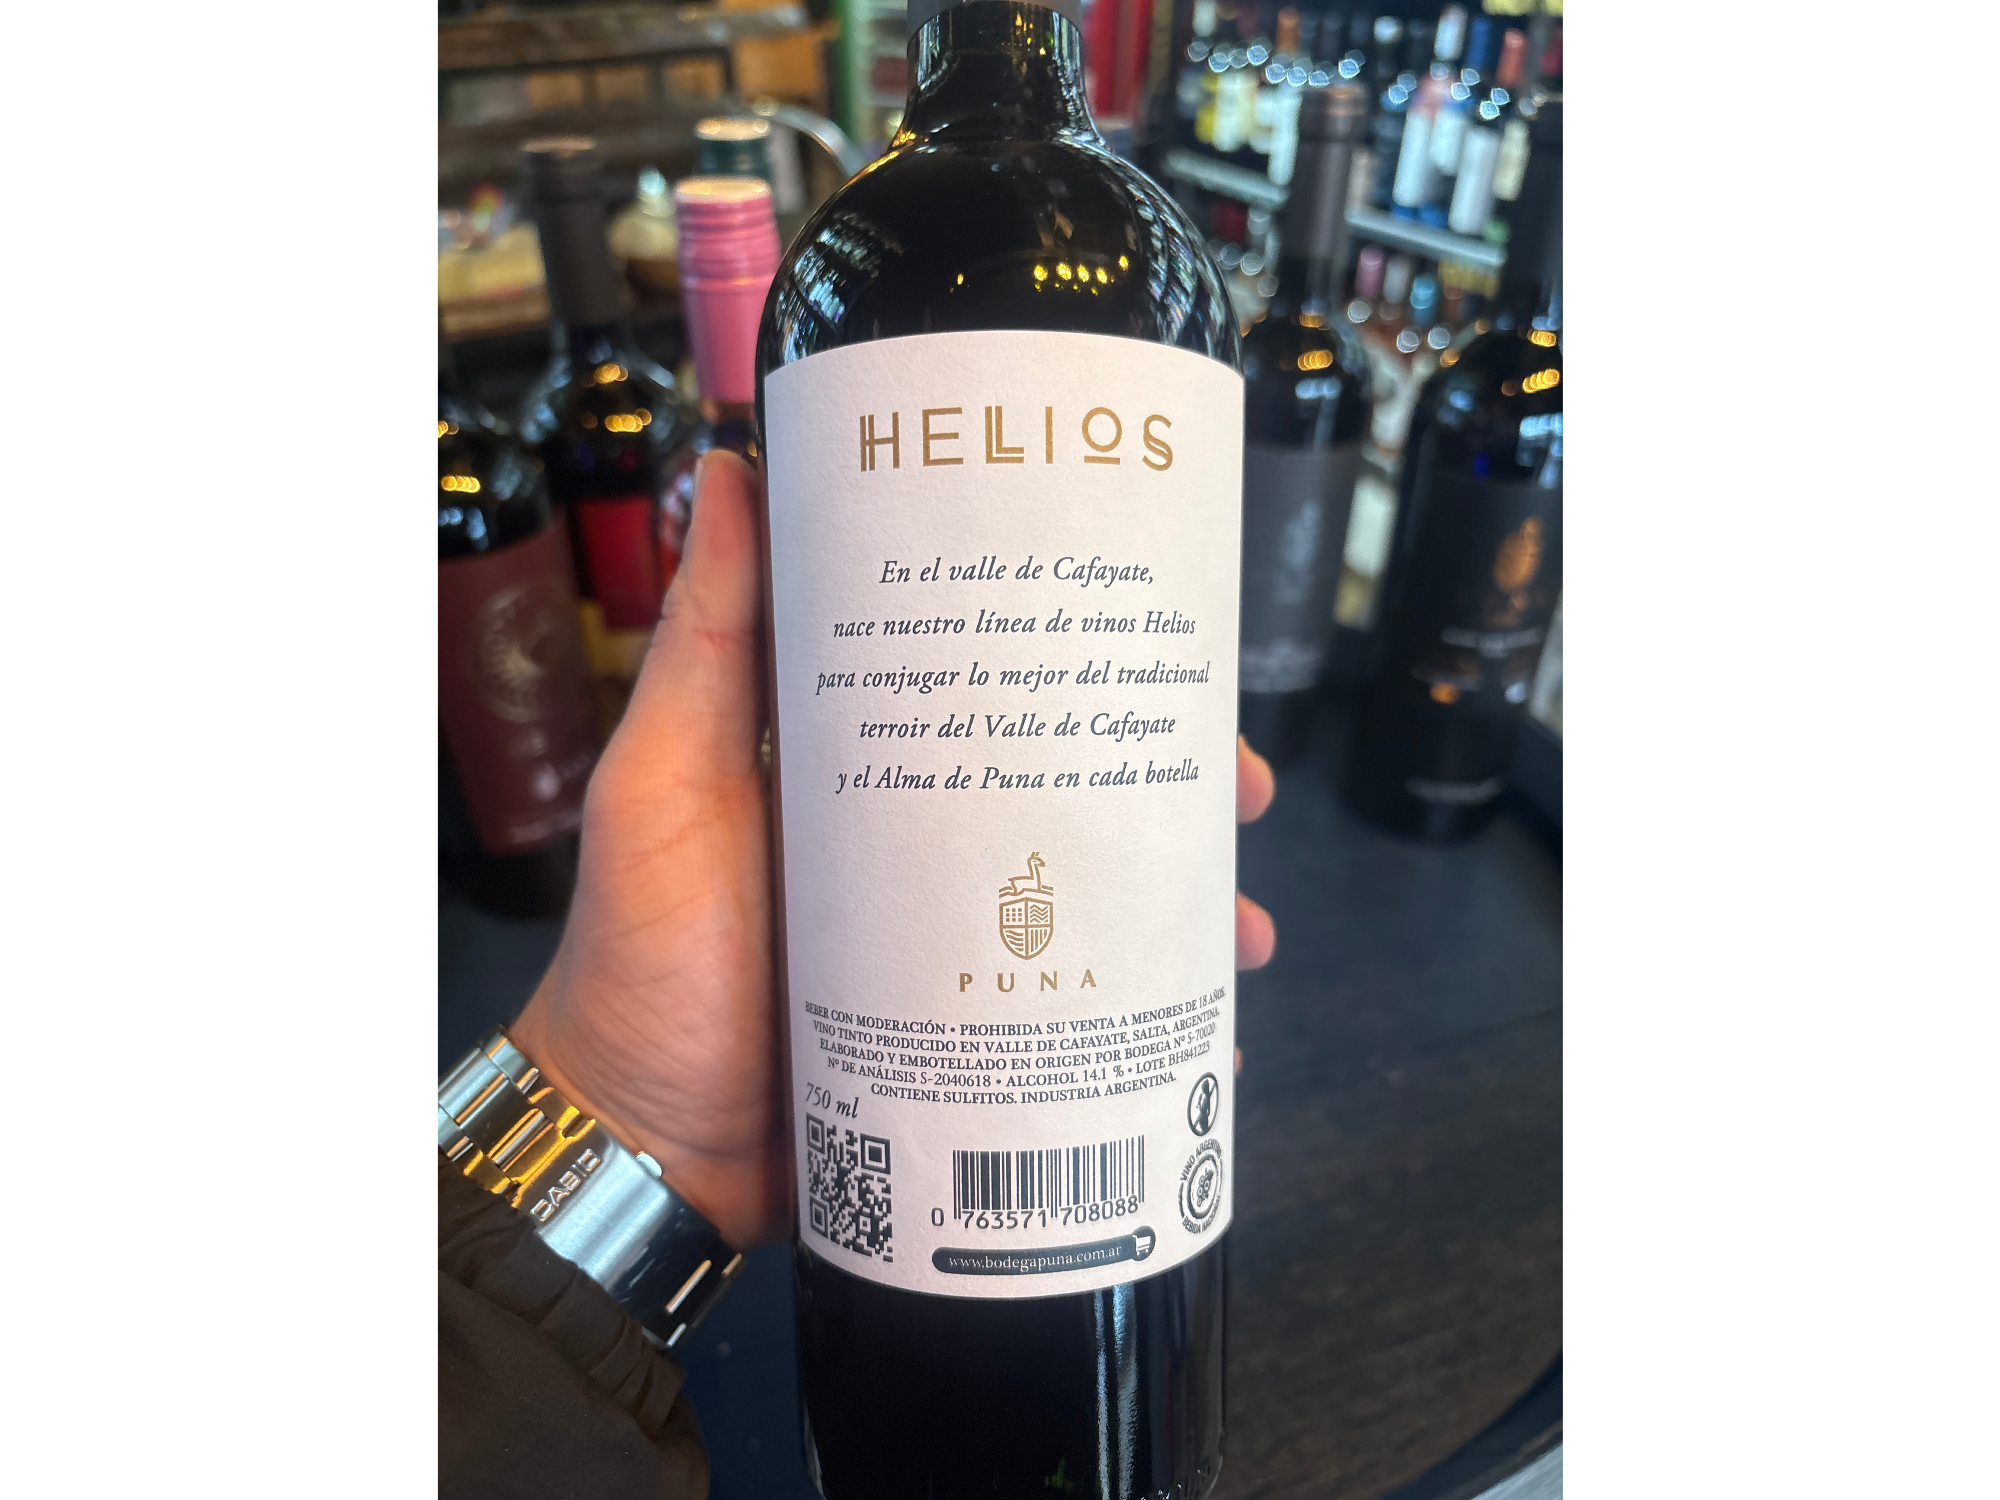 HELIOS
En el valle de Cafayate,
nace nuestro línea de vinos Helios
para conjugar lo mejor del tradicional
terroir del Valle de Cafayate
y el Alma de Puna en cada botella
PUNA
BEBER CON MODERACIÓN • PROHIBIDA SU VENTA A MENORES DE 18 AÑOS.
VINO TINTO PRODUCIDO EN VALLE DE CAFAYATE, SALTA, ARGENTINA.
ELABORADO Y EMBOTELLADO EN ORIGEN POR BODEGA Nº S-70020
Nº DE ANÁLISIS S-2040618 • ALCOHOL 14.1 % • LOTE BH841223
CONTIENE SULFITOS. INDUSTRIA ARGENTINA.
750 ml
VINO ARGENTINO
BEBIDA NACIONAL
0 763571 708088
www.bodegapuna.com.ar
CASIO